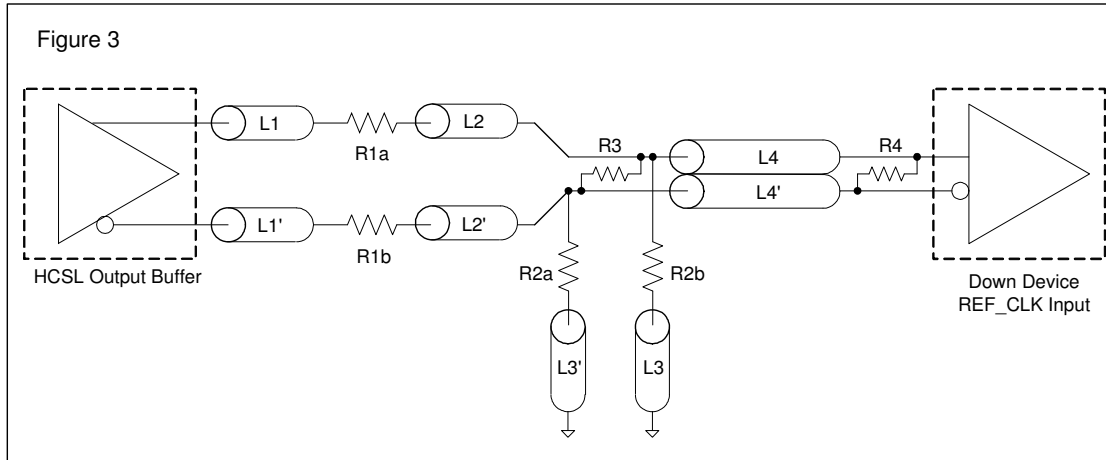 Figure 3
L1
R1a
L2
R3
L4
R4
L4'
L1'
R1b
L2'
HCSL Output Buffer
R2a
R2b
Down Device
REF_CLK Input
L3'
L3